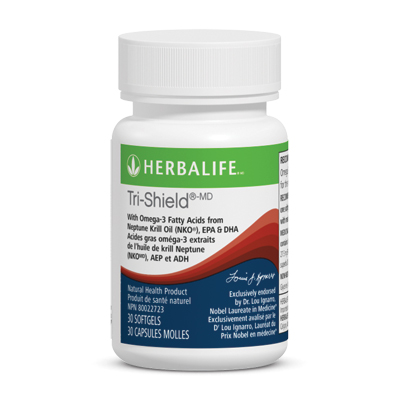 HERBALIFE
Tri-Shield®-MD
With Omega-3 Fatty Acids from
Neptune Krill Oil (NKO®), EPA & DHA
Acides gras oméga-3 extraits
de l'huile de krill Neptune
(NKOMD), AEP et ADH
Louis J. Ignarro
Natural Health Product
Produit de santé naturel
NPN 80022723
30 SOFTGELS
30 CAPSULES MOLLES
Exclusively endorsed
by Dr. Lou Ignarro,
Nobel Laureate in Medicine†
Exclusivement avalisé par le
Dr Lou Ignarro, Lauréat du
Prix Nobel en médecine†